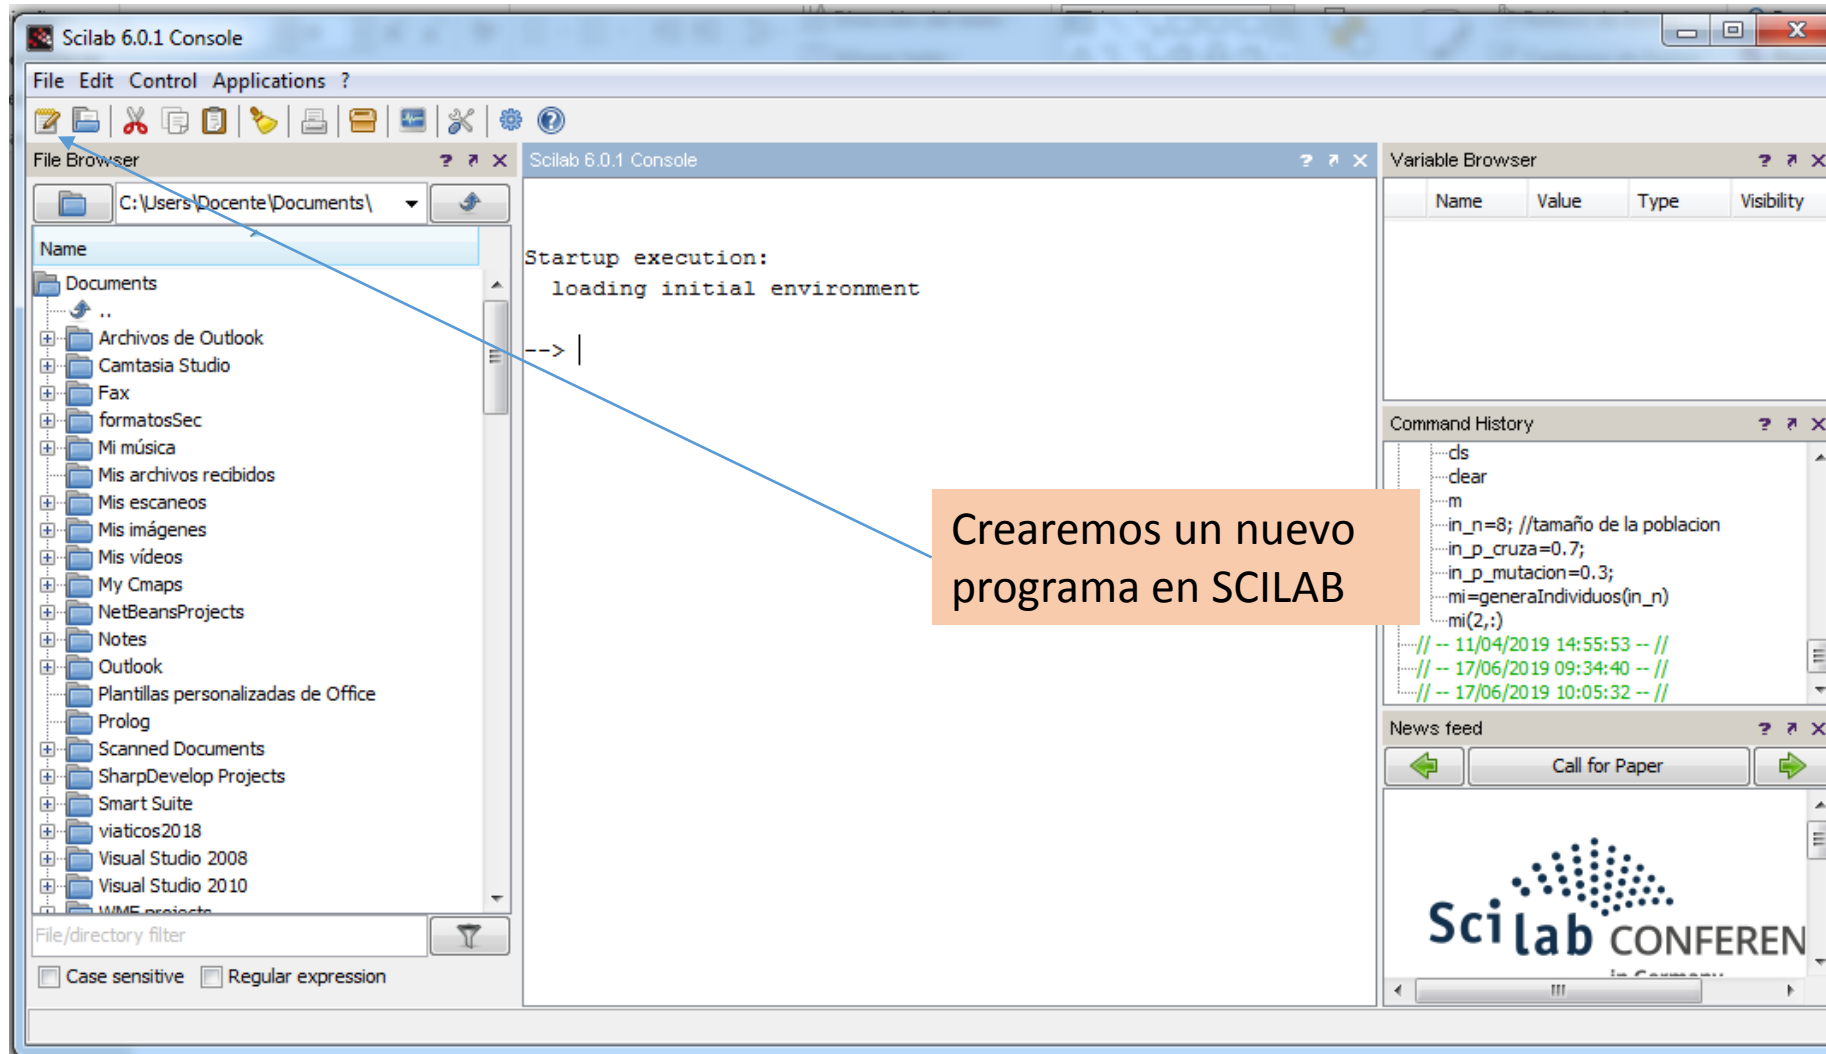 Scilab 6.0.1 Console
File Edit Control Applications ?
File Browser
C:\Users\Docente\Documents\
Name
Documents
..
Archivos de Outlook
Camtasia Studio
Fax
formatosSec
Mi música
Mis archivos recibidos
Mis escaneos
Mis imágenes
Mis vídeos
My Cmaps
NetBeansProjects
Notes
Outlook
Plantillas personalizadas de Office
Prolog
Scanned Documents
SharpDevelop Projects
Smart Suite
viaticos2018
Visual Studio 2008
Visual Studio 2010
WMF projects
File/directory filter
Case sensitive Regular expression
Scilab 6.0.1 Console
Startup execution:
loading initial environment
-->
Crearemos un nuevo
programa en SCILAB
Variable Browser
Name Value Type Visibility
Command History
cls
clear
m
in_n=8; //tamaño de la poblacion
in_p_cruza=0.7;
in_p_mutacion=0.3;
mi=generaIndividuos(in_n)
mi(2,:)
// -- 11/04/2019 14:55:53 -- //
// -- 17/06/2019 09:34:40 -- //
// -- 17/06/2019 10:05:32 -- //
News feed
Call for Paper
Scilab CONFEREN
in Germany